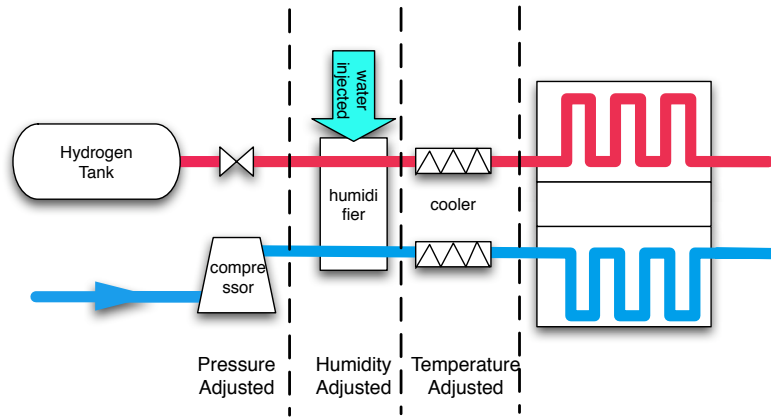 water
injected
Hydrogen
Tank
humidi
fier
cooler
compre
ssor
Pressure
Adjusted
Humidity
Adjusted
Temperature
Adjusted